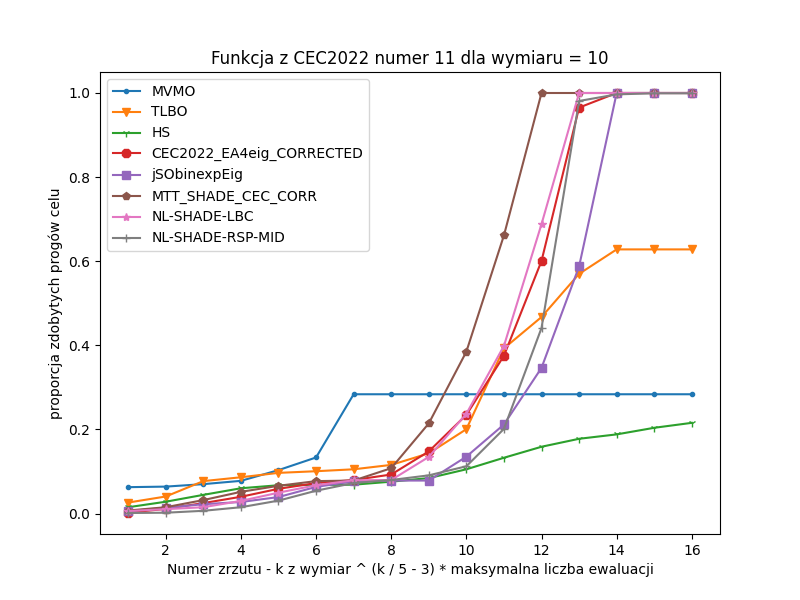 Funkcja z CEC2022 numer 11 dla wymiaru = 10
proporcja zdobytych progów celu
1.0
0.8
0.6
0.4
0.2
0.0
MVMO
TLBO
HS
CEC2022_EA4eig_CORRECTED
jSObinexpEig
MTT_SHADE_CEC_CORR
NL-SHADE-LBC
NL-SHADE-RSP-MID
2 4 6 8 10 12 14 16
Numer zrzutu - k z wymiar ^ (k / 5 - 3) * maksymalna liczba ewaluacji